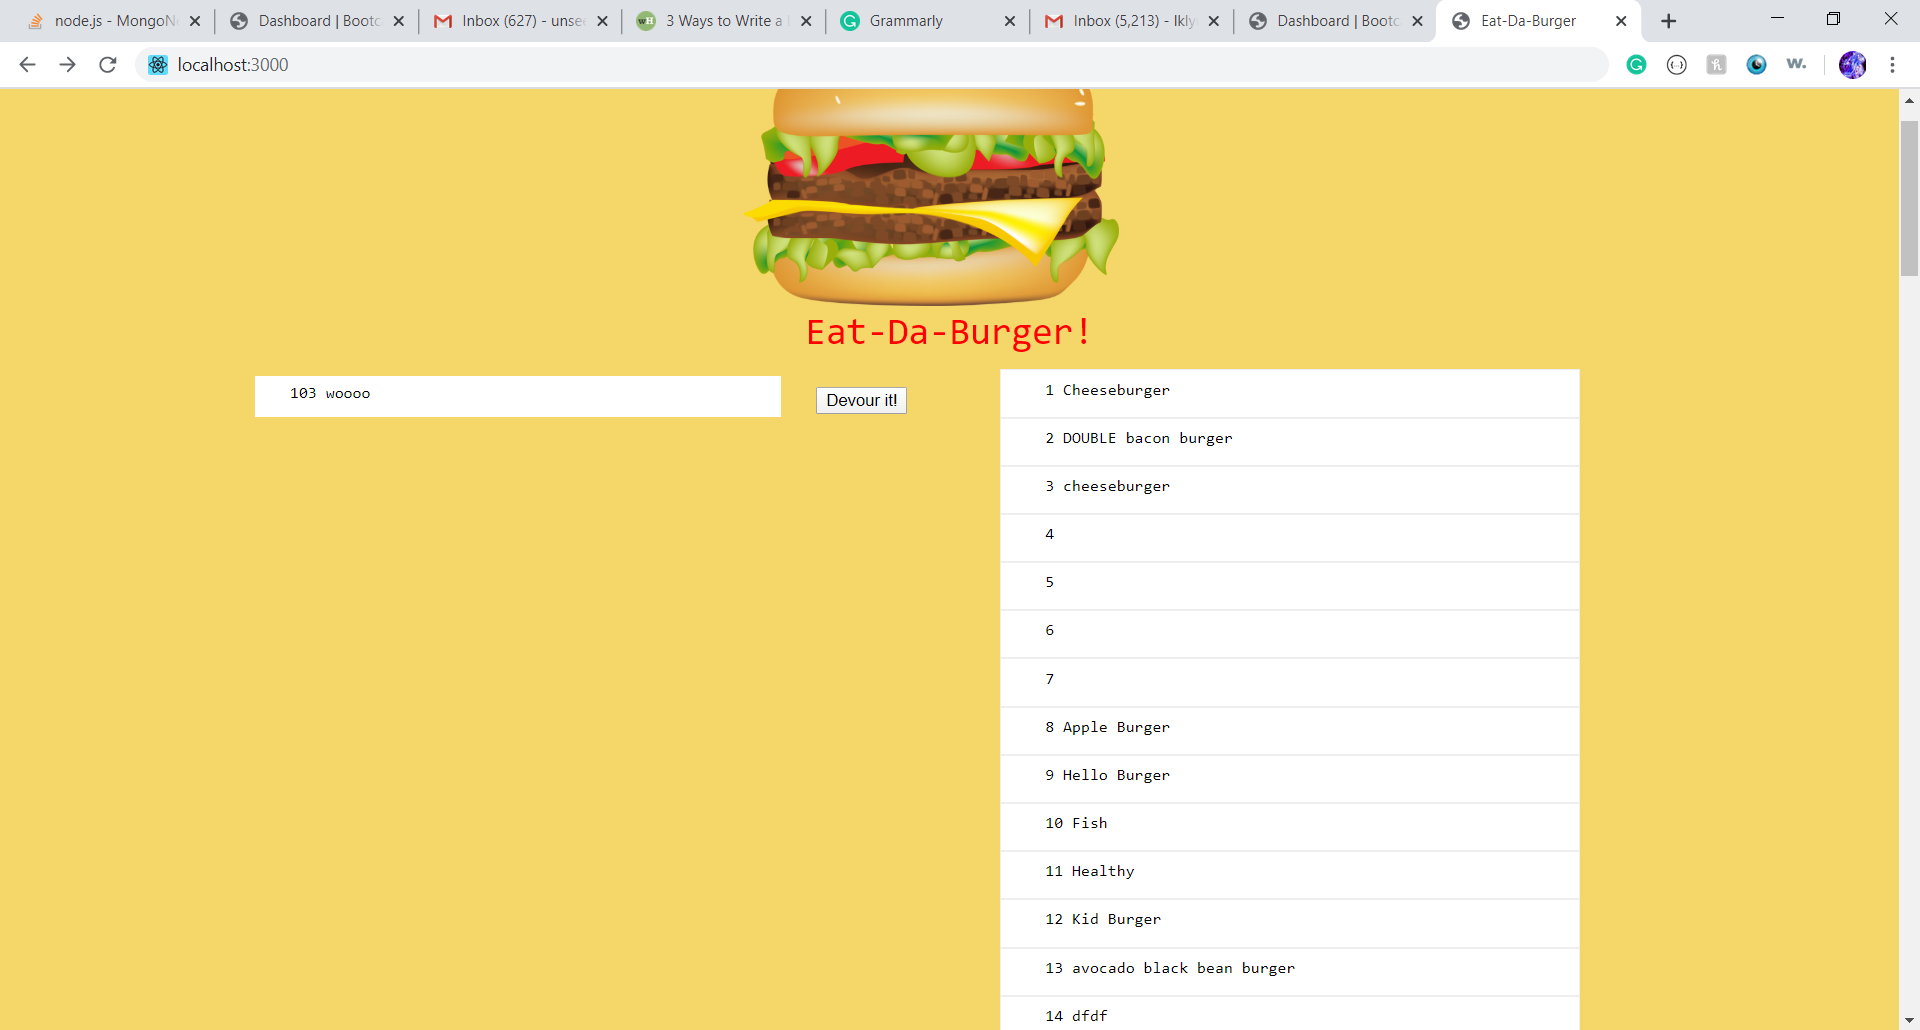 node.js - MongoN
Dashboard | Bootc
Inbox (627) - unse
3 Ways to Write a
Grammarly
Inbox (5,213) - lkly
Dashboard | Bootc
Eat-Da-Burger
localhost:3000
Eat-Da-Burger!
103 woooo
Devour it!
1 Cheeseburger
2 DOUBLE bacon burger
3 cheeseburger
4
5
6
7
8 Apple Burger
9 Hello Burger
10 Fish
11 Healthy
12 Kid Burger
13 avocado black bean burger
14 dfdf